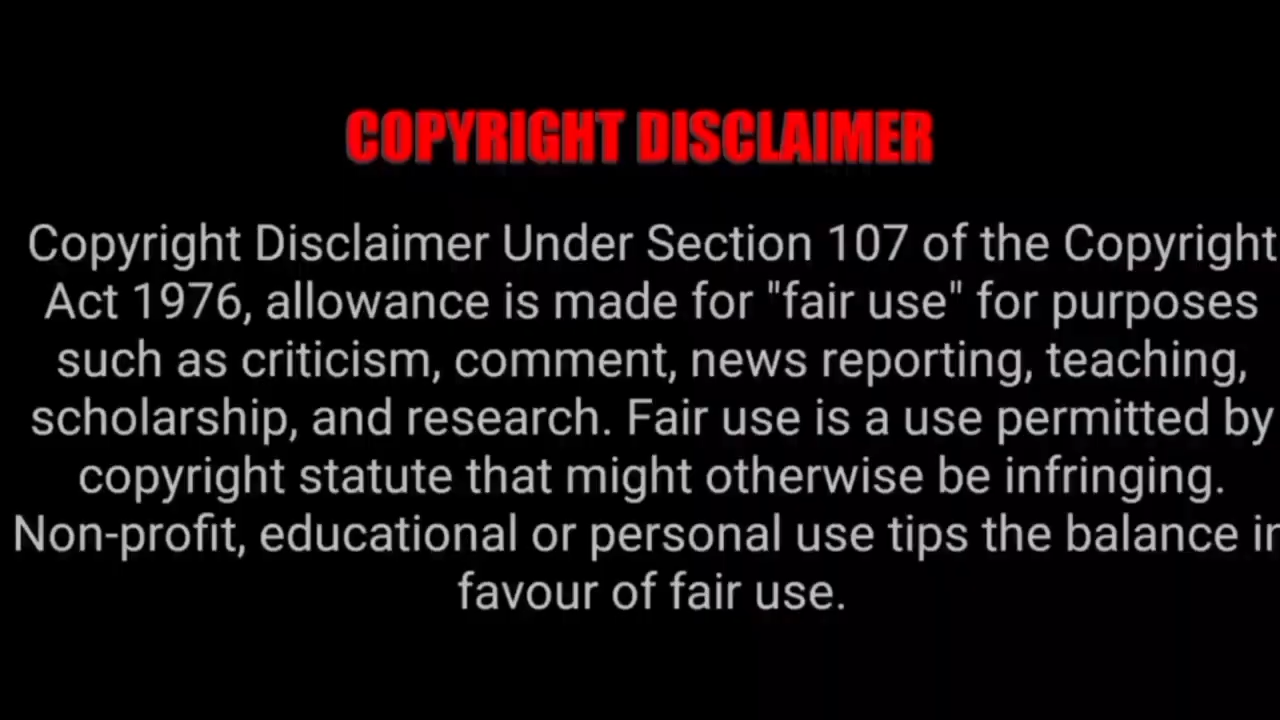 COPYRIGHT DISCLAIMER
Copyright Disclaimer Under Section 107 of the Copyright
Act 1976, allowance is made for "fair use" for purposes
such as criticism, comment, news reporting, teaching,
scholarship, and research. Fair use is a use permitted by
copyright statute that might otherwise be infringing.
Non-profit, educational or personal use tips the balance in
favour of fair use.